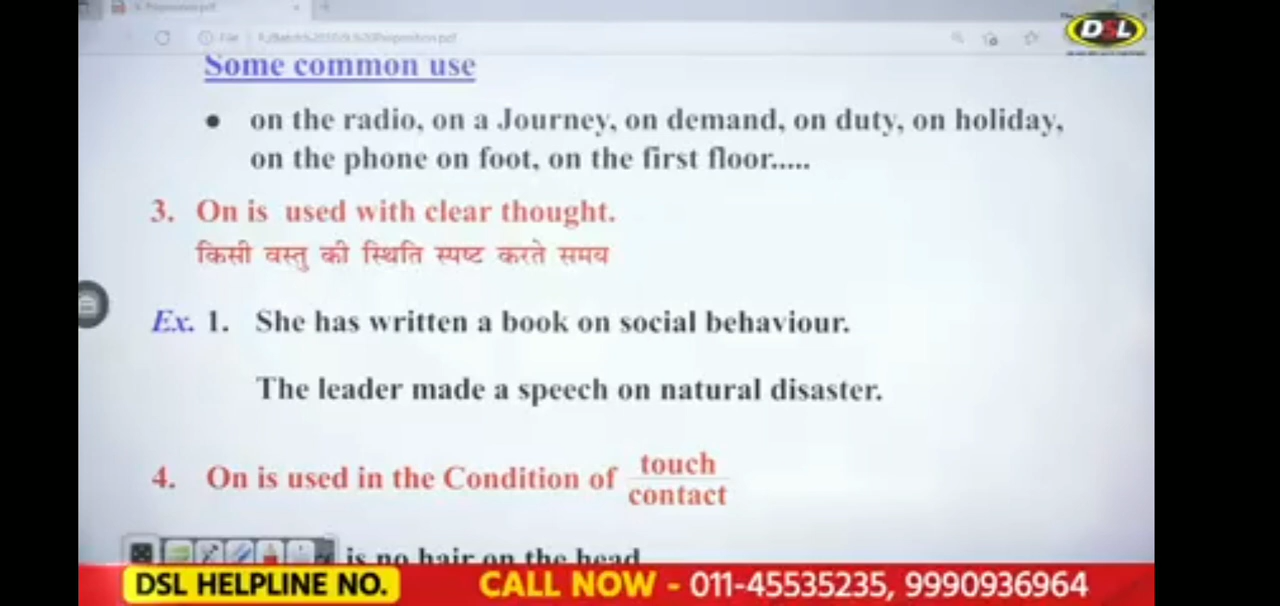 DSL
Some common use
• on the radio, on a Journey, on demand, on duty, on holiday,
on the phone on foot, on the first floor.....
3. On is used with clear thought.
किसी वस्तु की स्थिति स्पष्ट करते समय
Ex. 1. She has written a book on social behaviour.
The leader made a speech on natural disaster.
4. On is used in the Condition of touch
contact
is no hair on the head
DSL HELPLINE NO. CALL NOW - 011-45535235, 9990936964